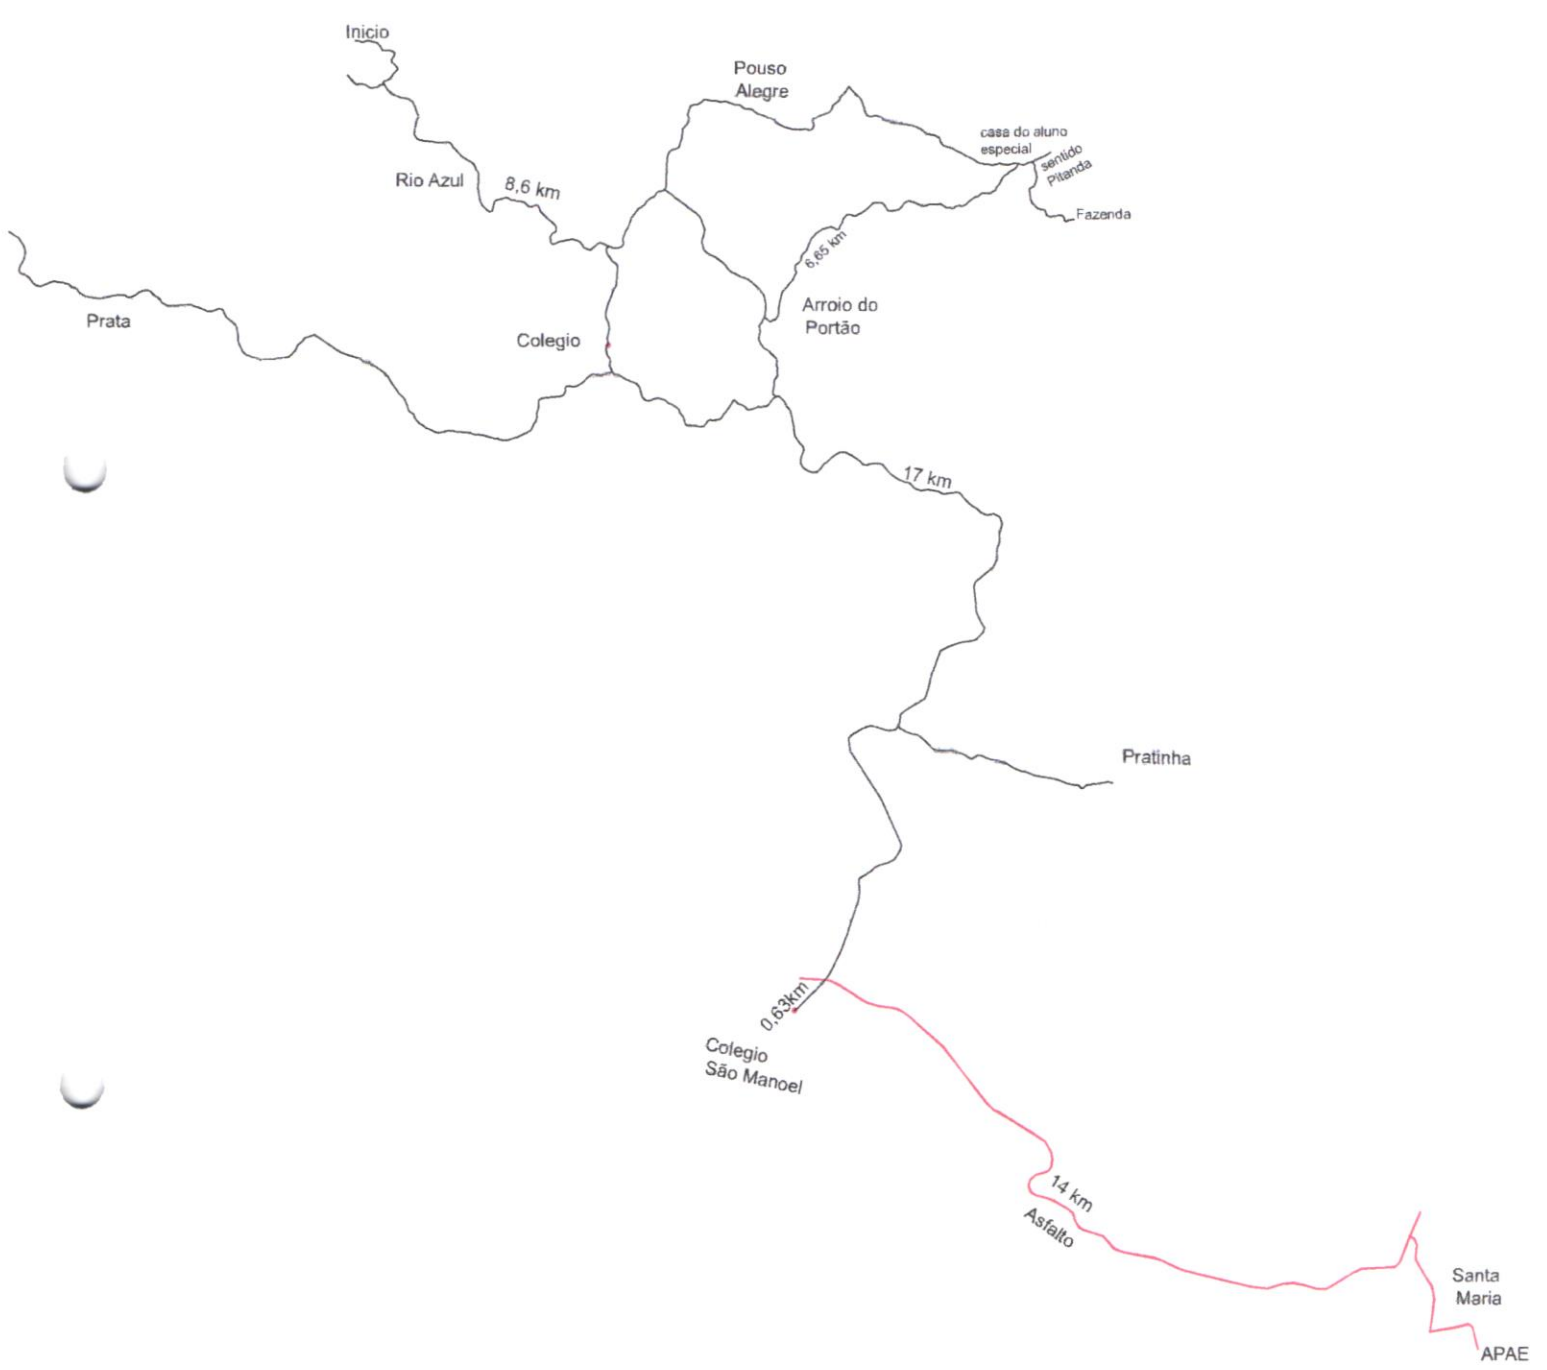 Inicio
Pouso
Alegre
casa do aluno
especial
sentido
Pitanda
Rio Azul
8,6 km
Fazenda
6,65 km
Arroio do
Portão
Prata
Colegio
17 km
Pratinha
0,63km
Colegio
São Manoel
14 km
Asfalto
Santa
Maria
APAE